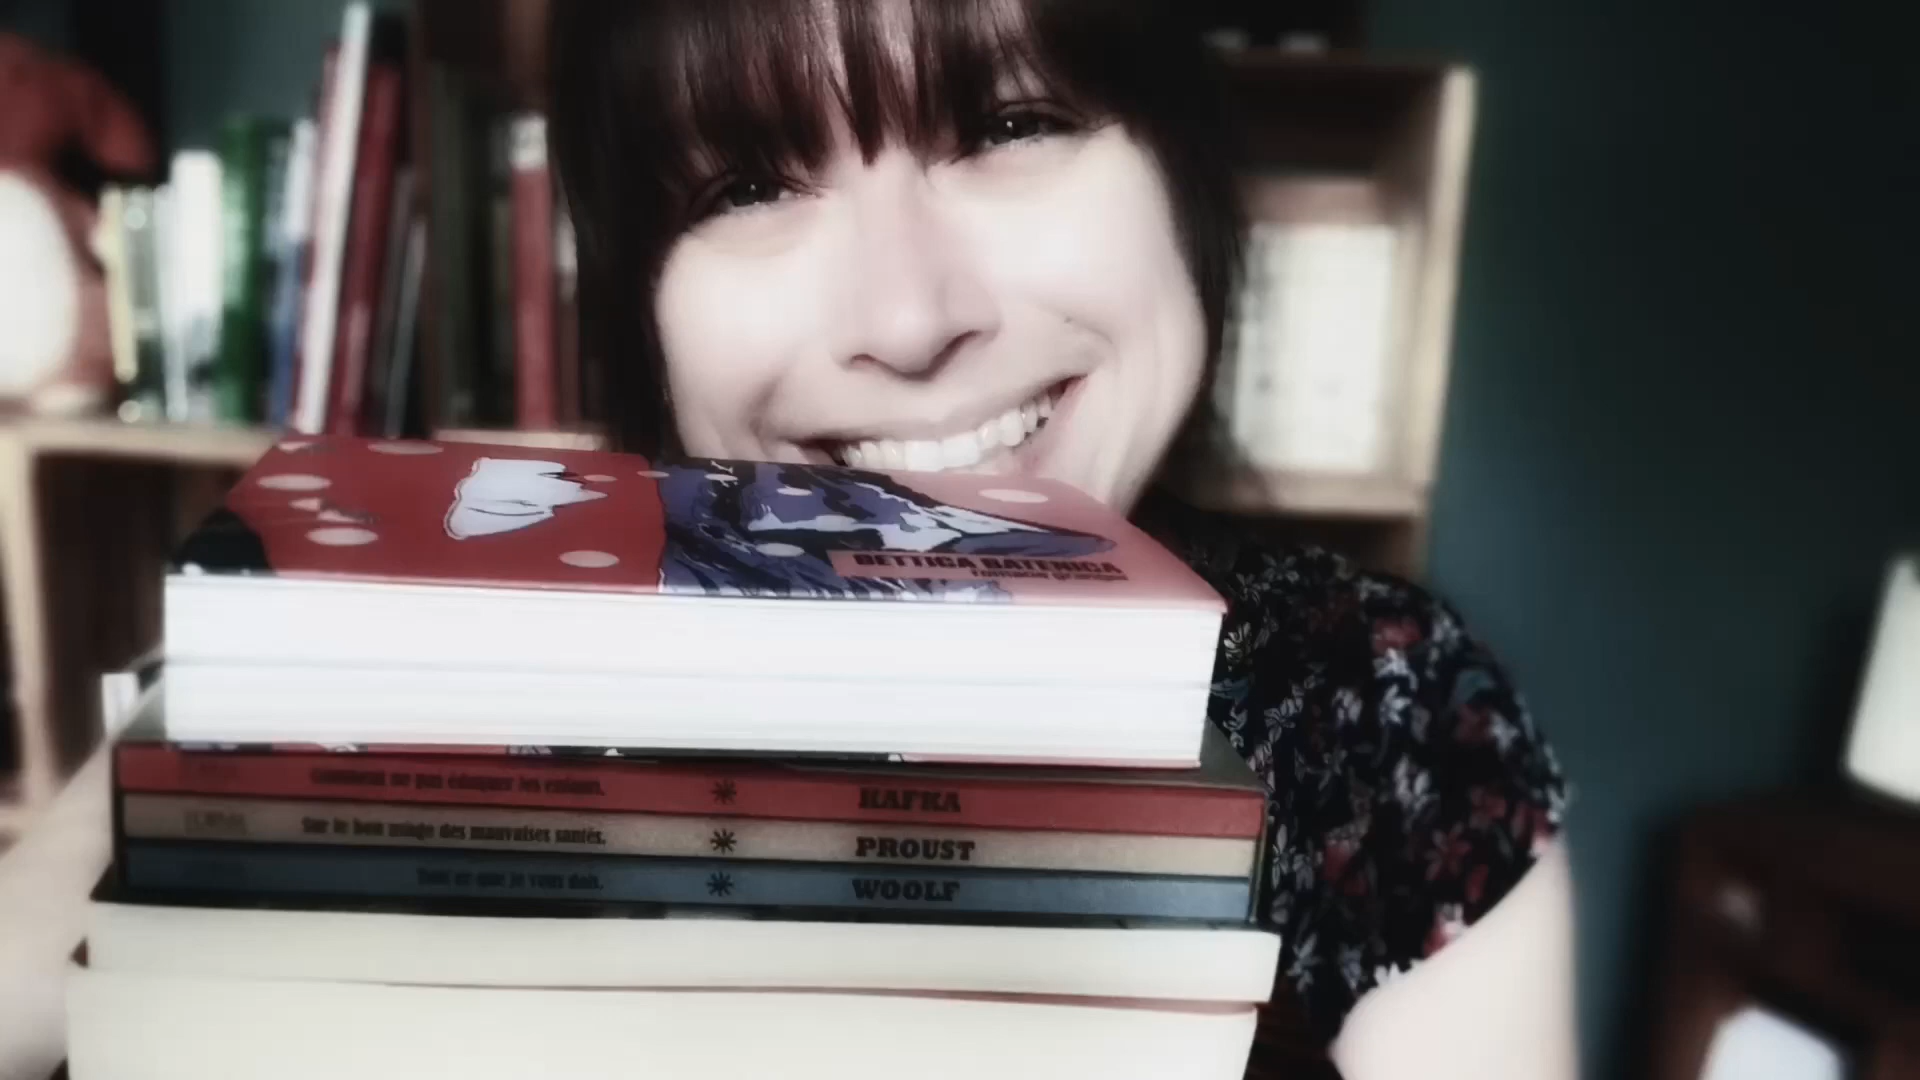 BETTICA BATENICA
Comment ne pas éduquer les enfants. * KAFKA
Sur le bon usage des mauvaises santés. * PROUST
Tout ce que je vous dois. * WOOLF